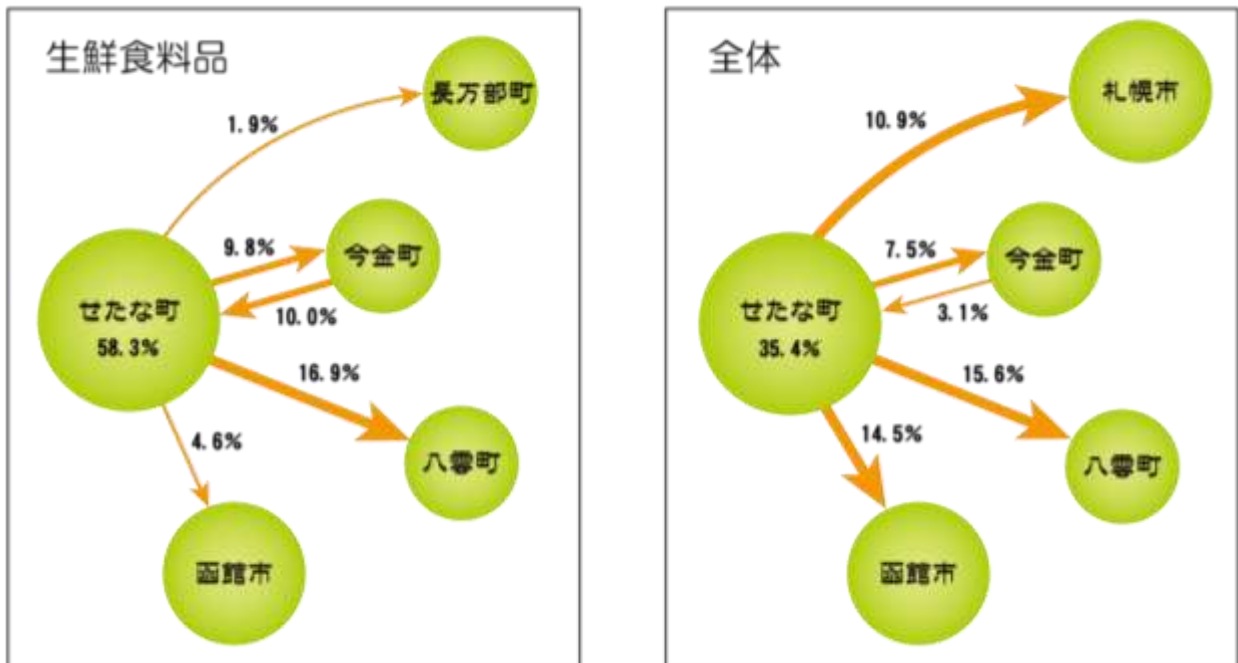 生鮮食料品
長万部町
1.9%
9.8%
今金町
せたな町
10.0%
58.3%
16.9%
4.6%
八雲町
函館市
全体
札幌市
10.9%
7.5%
今金町
せたな町
3.1%
35.4%
15.6%
14.5%
八雲町
函館市